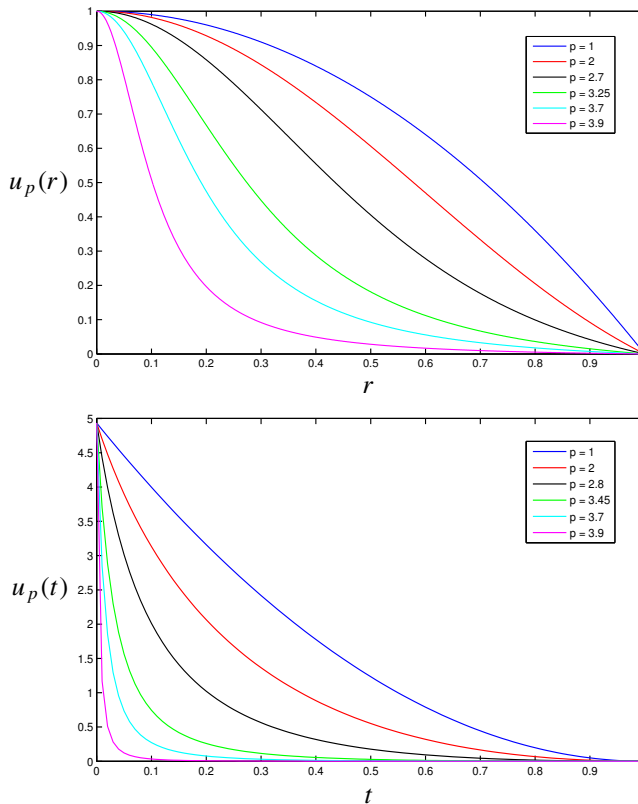 1
0.9
0.8
0.7
0.6
0.5
0.4
0.3
0.2
0.1
0
u_p(r)
p = 1
p = 2
p = 2.7
p = 3.25
p = 3.7
p = 3.9
0 0.1 0.2 0.3 0.4 0.5 0.6 0.7 0.8 0.9
r
5
4.5
4
3.5
3
2.5
2
1.5
1
0.5
0
u_p(t)
p = 1
p = 2
p = 2.8
p = 3.45
p = 3.7
p = 3.9
0 0.1 0.2 0.3 0.4 0.5 0.6 0.7 0.8 0.9
t